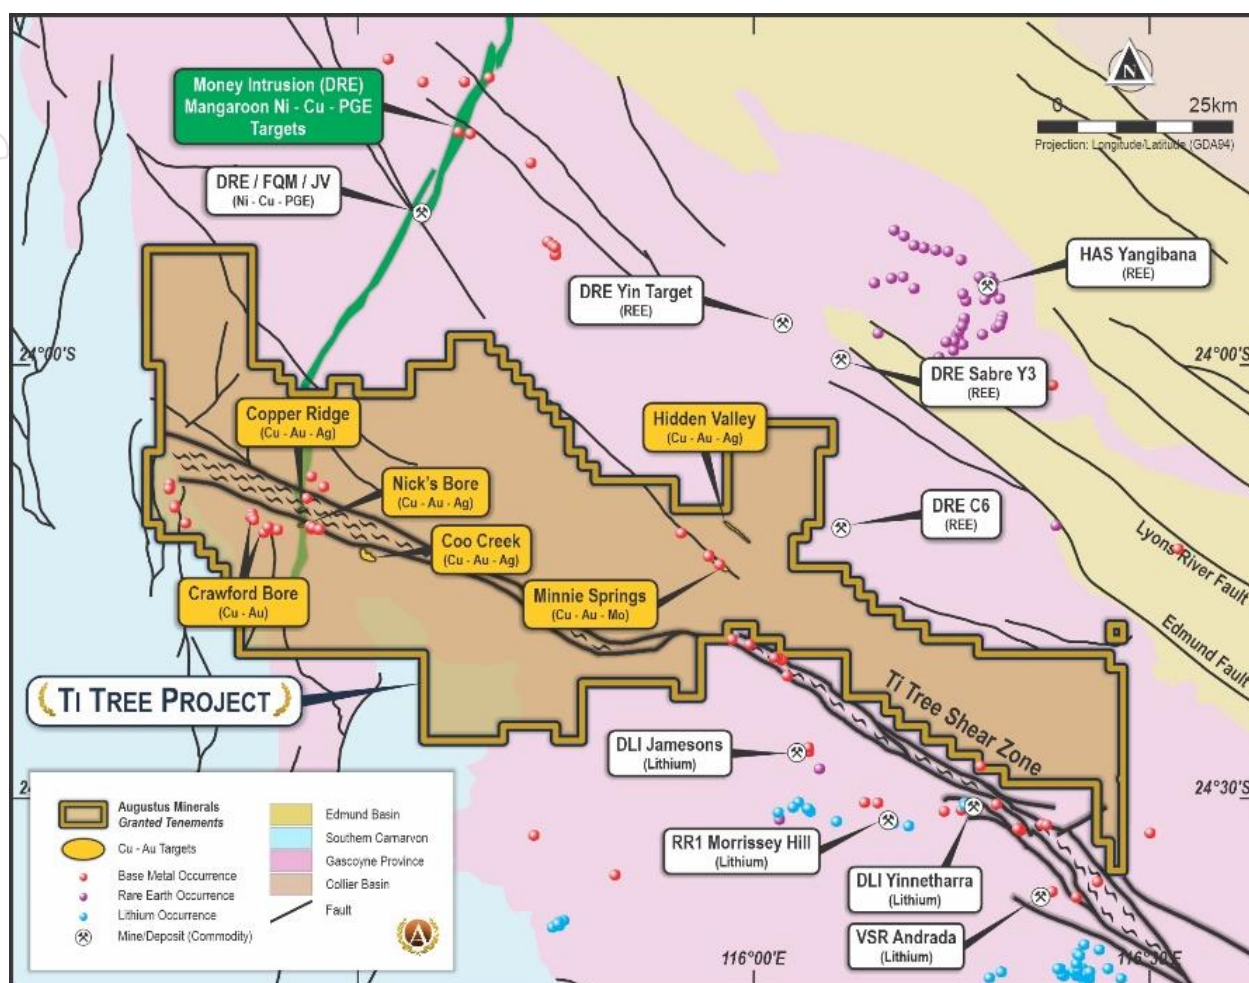 Money Intrusion (DRE)
Mangaroon Ni - Cu - PGE
Targets
N
0 25km
Projection: Longitude/Latitude (GDA94)
DRE / FQM / JV
(Ni - Cu - PGE)
HAS Yangibana
(REE)
DRE Yin Target
(REE)
24°00'S
24°00'S
DRE Sabre Y3
(REE)
Copper Ridge
(Cu - Au - Ag)
Hidden Valley
(Cu - Au - Ag)
Nick's Bore
(Cu - Au - Ag)
DRE C6
(REE)
Coo Creek
(Cu - Au - Ag)
Lyons River Fault
Crawford Bore
(Cu - Au)
Minnie Springs
(Cu - Au - Mo)
Edmund Fault
TI TREE PROJECT
Ti Tree Shear Zone
DLI Jamesons
(Lithium)
24°30'S
RR1 Morrissey Hill
(Lithium)
DLI Yinnetharra
(Lithium)
VSR Andrada
(Lithium)
116°00'E
116°30'E
Augustus Minerals
Granted Tenements
Cu - Au Targets
Base Metal Occurrence
Rare Earth Occurrence
Lithium Occurrence
Mine/Deposit (Commodity)
Edmund Basin
Southern Carnarvon
Gascoyne Province
Collier Basin
Fault
A